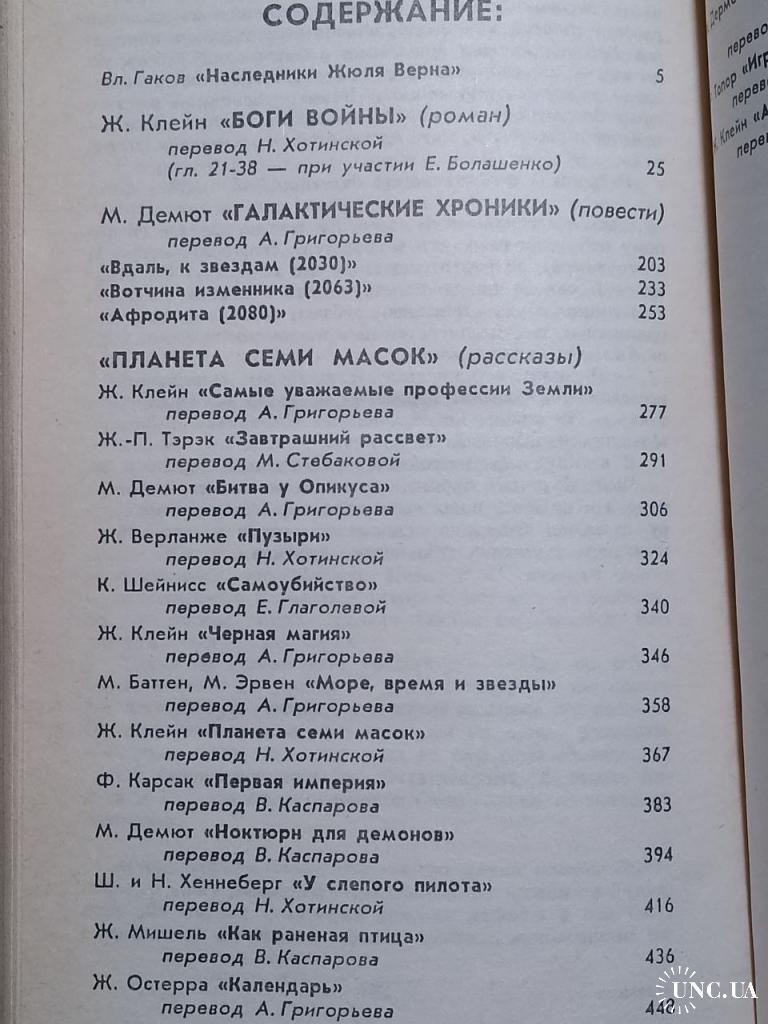 СОДЕРЖАНИЕ:
Вл. Гаков «Наследники Жюля Верна» 5
Ж. Клейн «БОГИ ВОЙНЫ» (роман)
перевод Н. Хотинской
(гл. 21-38 — при участии Е. Болашенко) 25
М. Демют «ГАЛАКТИЧЕСКИЕ ХРОНИКИ» (повести)
перевод А. Григорьева
«Вдаль, к звездам (2030)» 203
«Вотчина изменника (2063)» 233
«Афродита (2080)» 253
«ПЛАНЕТА СЕМИ МАСОК» (рассказы)
Ж. Клейн «Самые уважаемые профессии Земли»
перевод А. Григорьева 277
Ж.-П. Тэрэк «Завтрашний рассвет»
перевод М. Стебаковой 291
М. Демют «Битва у Опикуса»
перевод А. Григорьева 306
Ж. Верланже «Пузыри»
перевод Н. Хотинской 324
К. Шейнисс «Самоубийство»
перевод Е. Глаголевой 340
Ж. Клейн «Черная магия»
перевод А. Григорьева 346
М. Баттен, М. Эрвен «Море, время и звезды»
перевод А. Григорьева 358
Ж. Клейн «Планета семи масок»
перевод Н. Хотинской 367
Ф. Карсак «Первая империя»
перевод В. Каспарова 383
М. Демют «Ноктюрн для демонов»
перевод В. Каспарова 394
Ш. и Н. Хеннеберг «У слепого пилота»
перевод Н. Хотинской 416
Ж. Мишель «Как раненая птица»
перевод В. Каспарова 436
Ж. Остерра «Календарь»
перевод А. Григорьева 448
Топор «Игр
Клейн «А
UNC.UA